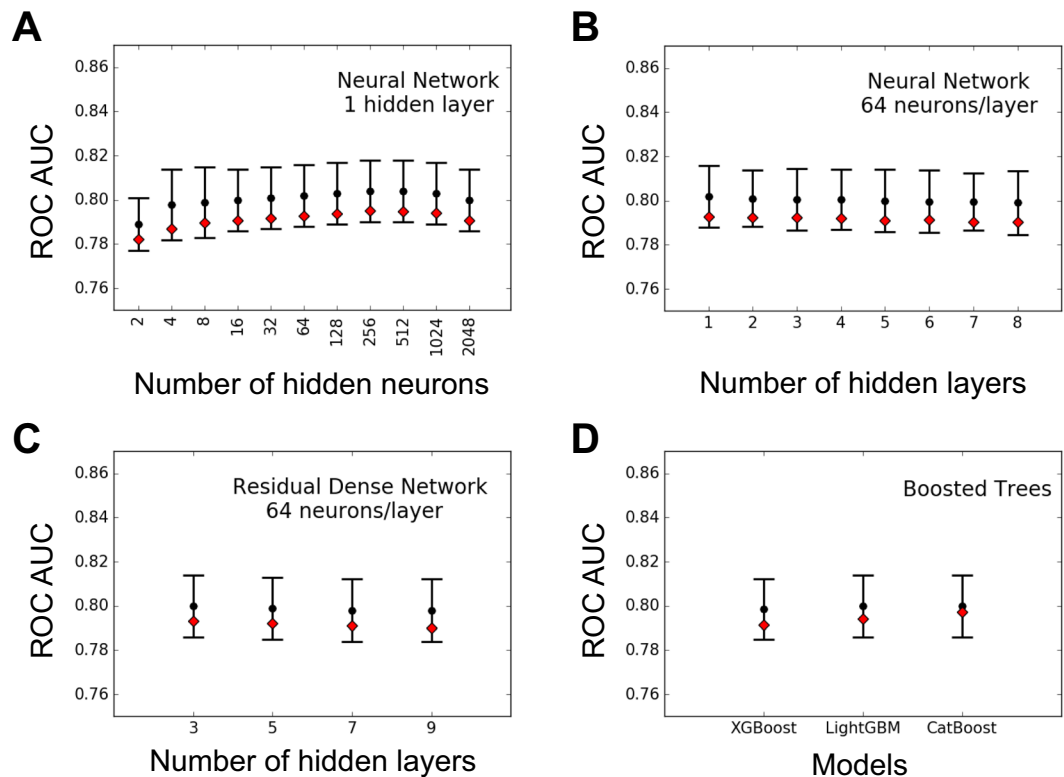 A
ROC AUC
0.86
0.84
0.82
0.80
0.78
0.76
Neural Network
1 hidden layer
2 4 8 16 32 64 128 256 512 1024 2048
Number of hidden neurons
B
ROC AUC
0.86
0.84
0.82
0.80
0.78
0.76
Neural Network
64 neurons/layer
1 2 3 4 5 6 7 8
Number of hidden layers
C
ROC AUC
0.86
0.84
0.82
0.80
0.78
0.76
Residual Dense Network
64 neurons/layer
3 5 7 9
Number of hidden layers
D
ROC AUC
0.86
0.84
0.82
0.80
0.78
0.76
Boosted Trees
XGBoost LightGBM CatBoost
Models